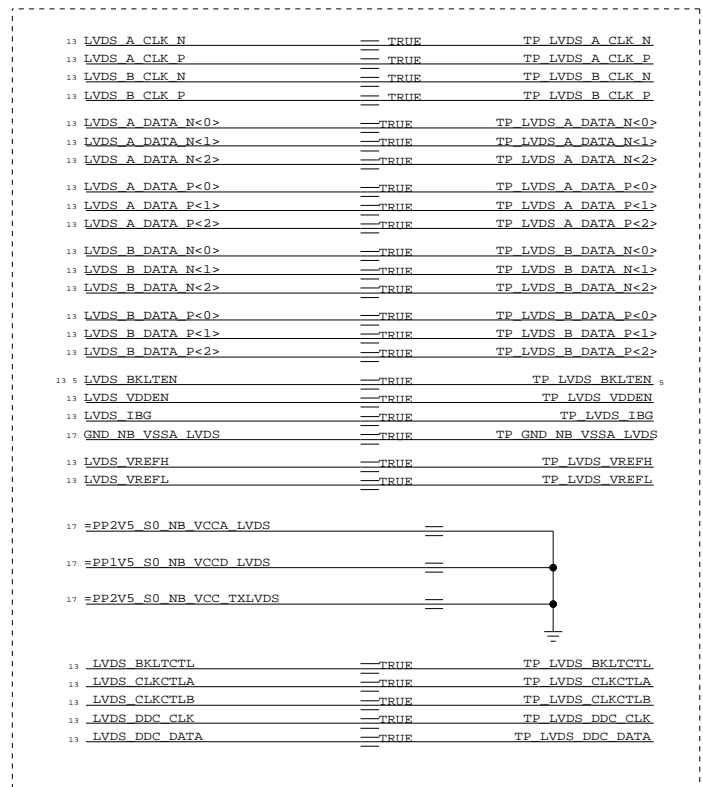 13 LVDS_A_CLK_N TRUE TP_LVDS_A_CLK_N
13 LVDS_A_CLK_P TRUE TP_LVDS_A_CLK_P
13 LVDS_B_CLK_N TRUE TP_LVDS_B_CLK_N
13 LVDS_B_CLK_P TRUE TP_LVDS_B_CLK_P
13 LVDS_A_DATA_N<0> TRUE TP_LVDS_A_DATA_N<0>
13 LVDS_A_DATA_N<1> TRUE TP_LVDS_A_DATA_N<1>
13 LVDS_A_DATA_N<2> TRUE TP_LVDS_A_DATA_N<2>
13 LVDS_A_DATA_P<0> TRUE TP_LVDS_A_DATA_P<0>
13 LVDS_A_DATA_P<1> TRUE TP_LVDS_A_DATA_P<1>
13 LVDS_A_DATA_P<2> TRUE TP_LVDS_A_DATA_P<2>
13 LVDS_B_DATA_N<0> TRUE TP_LVDS_B_DATA_N<0>
13 LVDS_B_DATA_N<1> TRUE TP_LVDS_B_DATA_N<1>
13 LVDS_B_DATA_N<2> TRUE TP_LVDS_B_DATA_N<2>
13 LVDS_B_DATA_P<0> TRUE TP_LVDS_B_DATA_P<0>
13 LVDS_B_DATA_P<1> TRUE TP_LVDS_B_DATA_P<1>
13 LVDS_B_DATA_P<2> TRUE TP_LVDS_B_DATA_P<2>
13 5 LVDS_BKLTEN TRUE TP_LVDS_BKLTEN 5
13 LVDS_VDDEN TRUE TP_LVDS_VDDEN
13 LVDS_IBG TRUE TP_LVDS_IBG
17 GND_NB_VSSA_LVDS TRUE TP_GND_NB_VSSA_LVDS
13 LVDS_VREFH TRUE TP_LVDS_VREFH
13 LVDS_VREFL TRUE TP_LVDS_VREFL
17 =PP2V5_S0_NB_VCCA_LVDS
17 =PP1V5_S0_NB_VCCD_LVDS
17 =PP2V5_S0_NB_VCC_TXLVDS
13 LVDS_BKLTCTL TRUE TP_LVDS_BKLTCTL
13 LVDS_CLKCTLA TRUE TP_LVDS_CLKCTLA
13 LVDS_CLKCTLB TRUE TP_LVDS_CLKCTLB
13 LVDS_DDC_CLK TRUE TP_LVDS_DDC_CLK
13 LVDS_DDC_DATA TRUE TP_LVDS_DDC_DATA